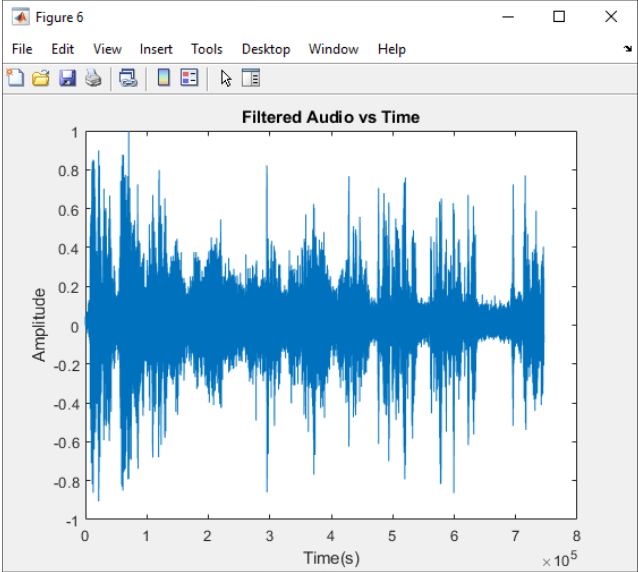 Figure 6
File Edit View Insert Tools Desktop Window Help
Filtered Audio vs Time
1
0.8
0.6
0.4
0.2
0
-0.2
-0.4
-0.6
-0.8
-1
Amplitude
0 1 2 3 4 5 6 7 8
Time(s)
×10^5